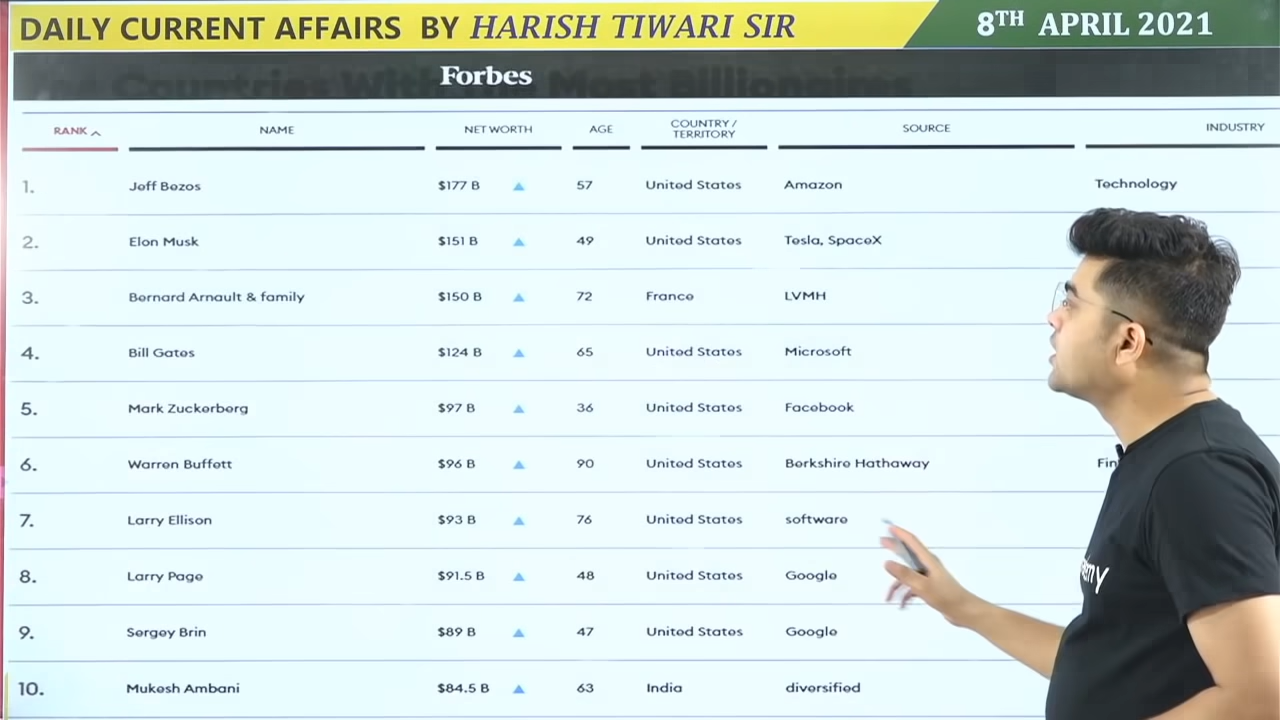 DAILY CURRENT AFFAIRS BY HARISH TIWARI SIR 8TH APRIL 2021
Forbes
RANK NAME NET WORTH AGE COUNTRY / TERRITORY SOURCE INDUSTRY
1. Jeff Bezos $177 B 57 United States Amazon Technology
2. Elon Musk $151 B 49 United States Tesla, SpaceX
3. Bernard Arnault & family $150 B 72 France LVMH
4. Bill Gates $124 B 65 United States Microsoft
5. Mark Zuckerberg $97 B 36 United States Facebook
6. Warren Buffett $96 B 90 United States Berkshire Hathaway
7. Larry Ellison $93 B 76 United States software
8. Larry Page $91.5 B 48 United States Google
9. Sergey Brin $89 B 47 United States Google
10. Mukesh Ambani $84.5 B 63 India diversified